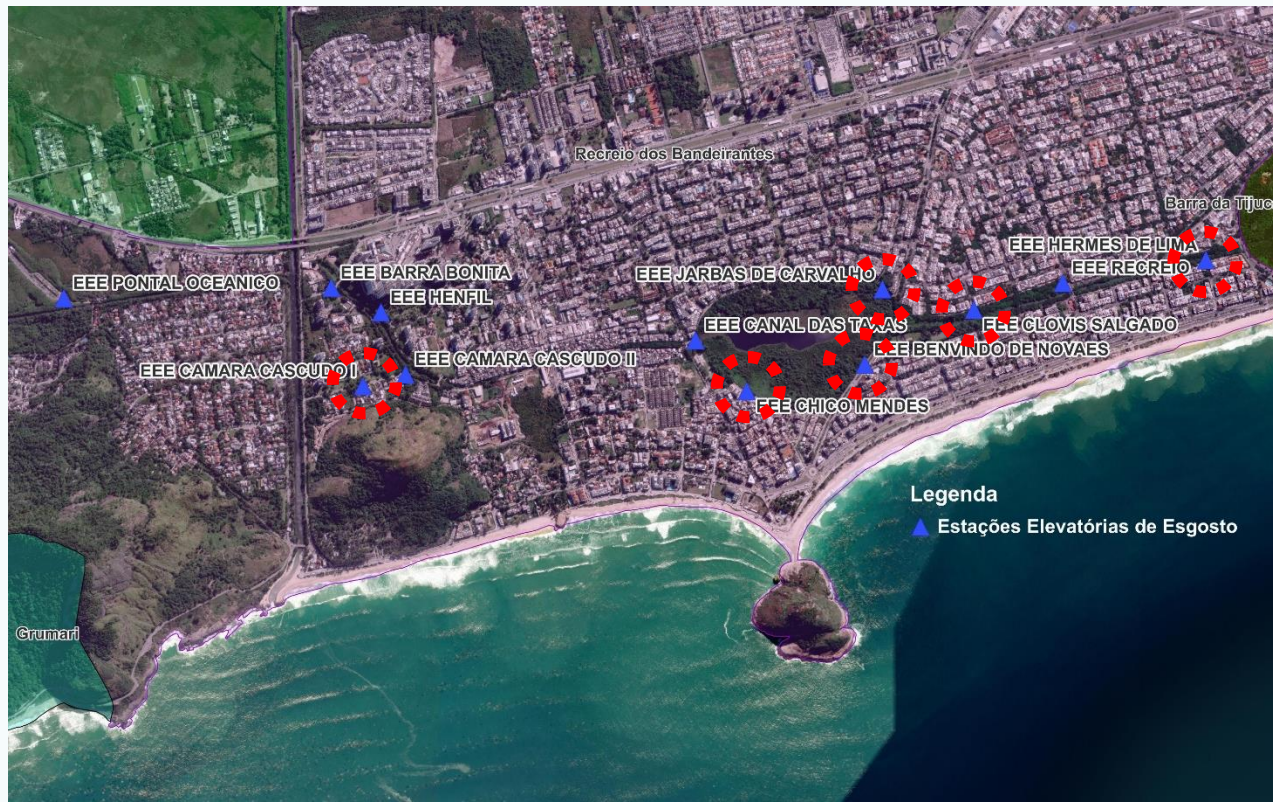 Recreio dos Bandeirantes
Barra da Tijuc
EEE HERMES DE LIMA
EEE RECREIO
EEE JARBAS DE CARVALHO
EEE BARRA BONITA
EEE PONTAL OCEANICO
EEE HENFIL
EEE CANAL DAS TAXAS
EEE CLOVIS SALGADO
EEE BENVINDO DE NOVAES
EEE CAMARA CASCUDO II
EEE CAMARA CASCUDO I
EEE CHICO MENDES
Legenda
Estações Elevatórias de Esgosto
Grumari